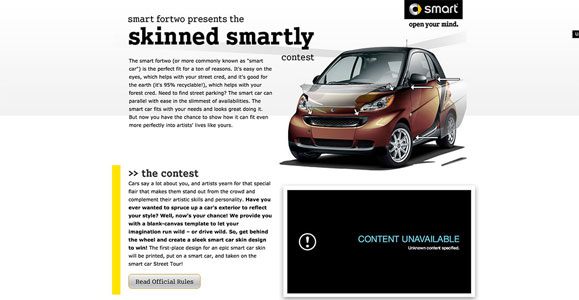 smart fortwo presents the
skinned smartly
contest
smart
open your mind.
The smart fortwo (or more commonly known as "smart
car") is the perfect fit for a ton of reasons. It's easy on the
eyes, which helps with your street cred, and it's good for
the earth (it's 95% recyclable!), which helps with your
forest cred. Need to find street parking? The smart car can
parallel with ease in the slimmest of availabilities. The
smart car fits with your needs and looks great doing it.
But now you have the chance to show how it can fit even
more perfectly into artists' lives like yours.
>> the contest
Cars say a lot about you, and artists yearn for that special
flair that makes them stand out from the crowd and
complement their artistic skills and personality. Have you
ever wanted to spruce up a car's exterior to reflect
your style? Well, now's your chance! We provide you
with a blank-canvas template to let your
imagination run wild – or drive wild. So, get behind
the wheel and create a sleek smart car skin design
to win! The first-place design for an epic smart car skin
will be printed, put on a smart car, and taken on the
smart car Street Tour!
Read Official Rules
CONTENT UNAVAILABLE
Unknown content specified.